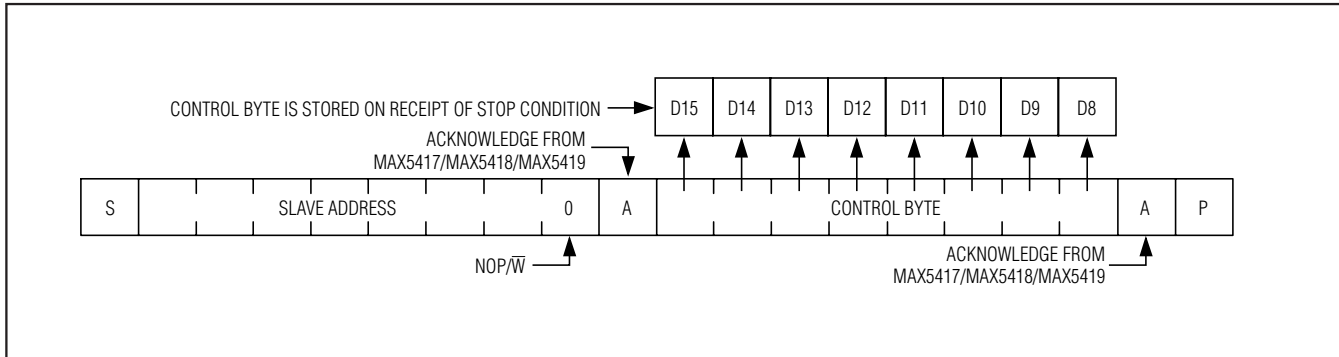 CONTROL BYTE IS STORED ON RECEIPT OF STOP CONDITION
D15 D14 D13 D12 D11 D10 D9 D8
ACKNOWLEDGE FROM
MAX5417/MAX5418/MAX5419
S SLAVE ADDRESS 0 A CONTROL BYTE A P
NOP/W̅
ACKNOWLEDGE FROM
MAX5417/MAX5418/MAX5419